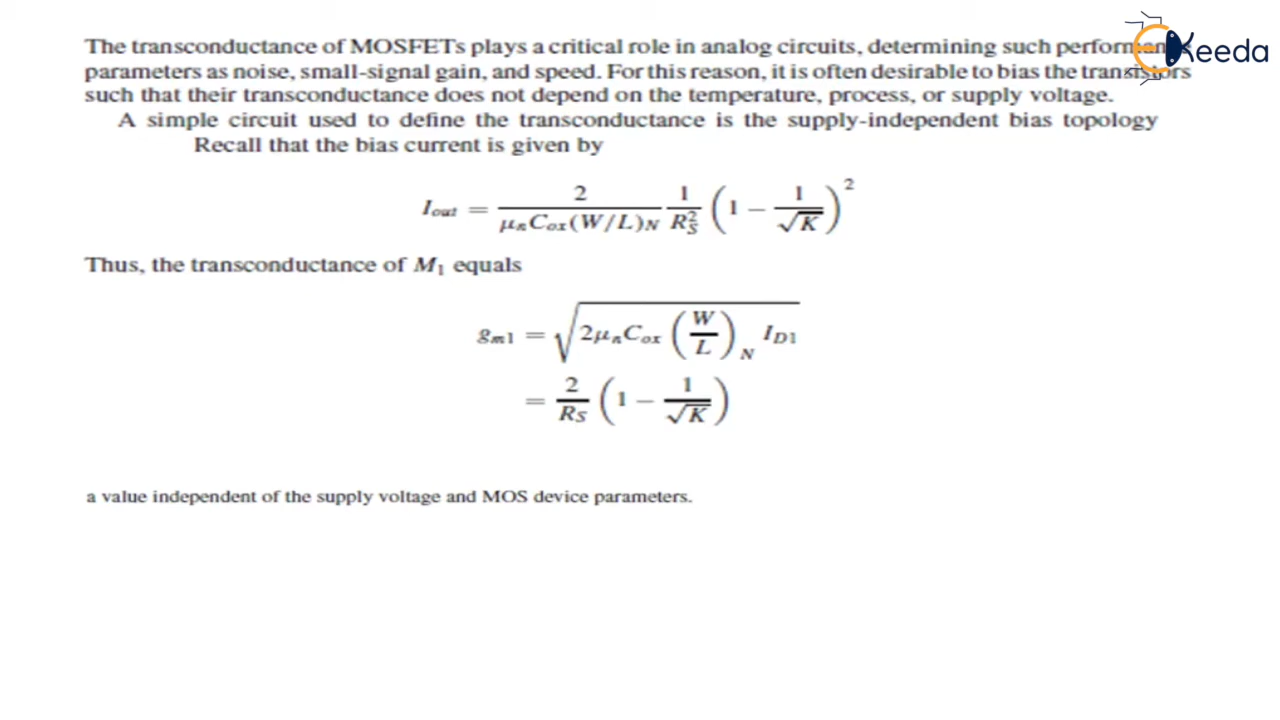 The transconductance of MOSFETs plays a critical role in analog circuits, determining such
parameters as noise, small-signal gain, and speed. For this reason, it is often desirable to bias the transistors
such that their transconductance does not depend on the temperature, process, or supply voltage.
A simple circuit used to define the transconductance is the supply-independent bias topology
Recall that the bias current is given by
I_out = 2 / (μ_n C_ox (W/L)_N) · 1 / R_S^2 · (1 − 1/√K)^2
Thus, the transconductance of M_1 equals
g_m1 = √(2μ_n C_ox (W/L)_N I_D1)
= 2/R_S (1 − 1/√K)
a value independent of the supply voltage and MOS device parameters.
Keeda